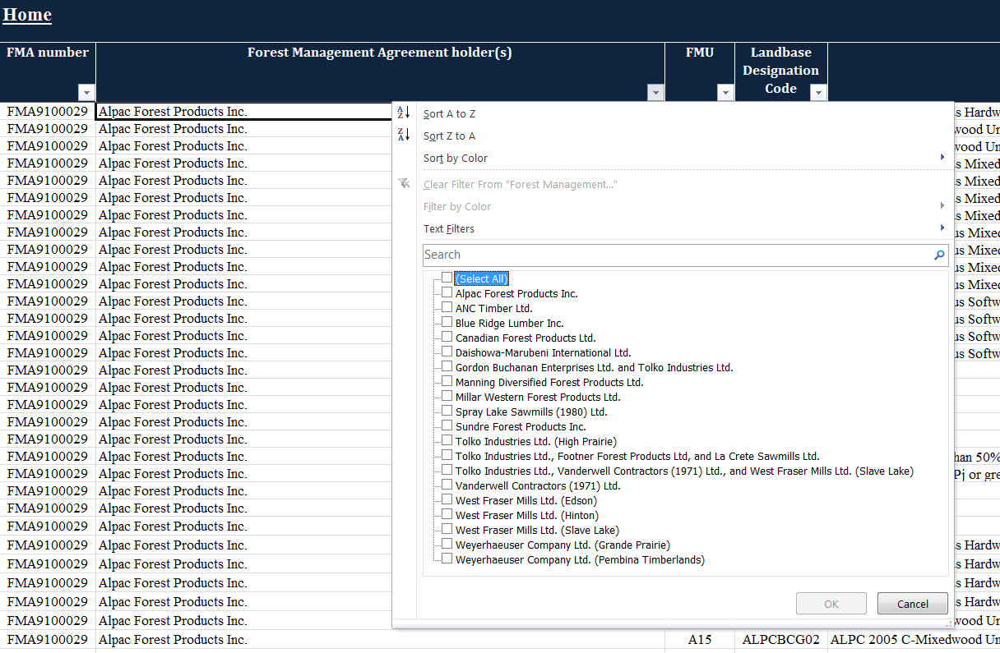 Home
FMA number
Forest Management Agreement holder(s)
FMU
Landbase
Designation
Code
FMA9100029 Alpac Forest Products Inc. s Hardw
FMA9100029 Alpac Forest Products Inc. wood Un
FMA9100029 Alpac Forest Products Inc. wood Un
FMA9100029 Alpac Forest Products Inc. s Mixed
FMA9100029 Alpac Forest Products Inc. s Mixed
FMA9100029 Alpac Forest Products Inc. s Mixed
FMA9100029 Alpac Forest Products Inc. s Mixed
FMA9100029 Alpac Forest Products Inc. us Mixed
FMA9100029 Alpac Forest Products Inc. us Mixed
FMA9100029 Alpac Forest Products Inc. us Mixed
FMA9100029 Alpac Forest Products Inc. us Mixed
FMA9100029 Alpac Forest Products Inc. us Softw
FMA9100029 Alpac Forest Products Inc. us Softw
FMA9100029 Alpac Forest Products Inc. us Softw
FMA9100029 Alpac Forest Products Inc. us Softw
FMA9100029 Alpac Forest Products Inc.
FMA9100029 Alpac Forest Products Inc.
FMA9100029 Alpac Forest Products Inc.
FMA9100029 Alpac Forest Products Inc.
FMA9100029 Alpac Forest Products Inc.
FMA9100029 Alpac Forest Products Inc. han 50%
FMA9100029 Alpac Forest Products Inc. Pj or gre
FMA9100029 Alpac Forest Products Inc.
FMA9100029 Alpac Forest Products Inc.
FMA9100029 Alpac Forest Products Inc.
FMA9100029 Alpac Forest Products Inc. s Hardw
FMA9100029 Alpac Forest Products Inc. s Hardw
FMA9100029 Alpac Forest Products Inc. s Hardw
FMA9100029 Alpac Forest Products Inc. s Hardw
FMA9100029 Alpac Forest Products Inc. wood Un
FMA9100029 Alpac Forest Products Inc. A15 ALPCBCG02 ALPC 2005 C-Mixedwood Un
Sort A to Z
Sort Z to A
Sort by Color
Clear Filter From "Forest Management..."
Filter by Color
Text Filters
Search
(Select All)
Alpac Forest Products Inc.
ANC Timber Ltd.
Blue Ridge Lumber Inc.
Canadian Forest Products Ltd.
Daishowa-Marubeni International Ltd.
Gordon Buchanan Enterprises Ltd. and Tolko Industries Ltd.
Manning Diversified Forest Products Ltd.
Millar Western Forest Products Ltd.
Spray Lake Sawmills (1980) Ltd.
Sundre Forest Products Inc.
Tolko Industries Ltd. (High Prairie)
Tolko Industries Ltd., Footner Forest Products Ltd, and La Crete Sawmills Ltd.
Tolko Industries Ltd., Vanderwell Contractors (1971) Ltd., and West Fraser Mills Ltd. (Slave Lake)
Vanderwell Contractors (1971) Ltd.
West Fraser Mills Ltd. (Edson)
West Fraser Mills Ltd. (Hinton)
West Fraser Mills Ltd. (Slave Lake)
Weyerhaeuser Company Ltd. (Grande Prairie)
Weyerhaeuser Company Ltd. (Pembina Timberlands)
OK
Cancel